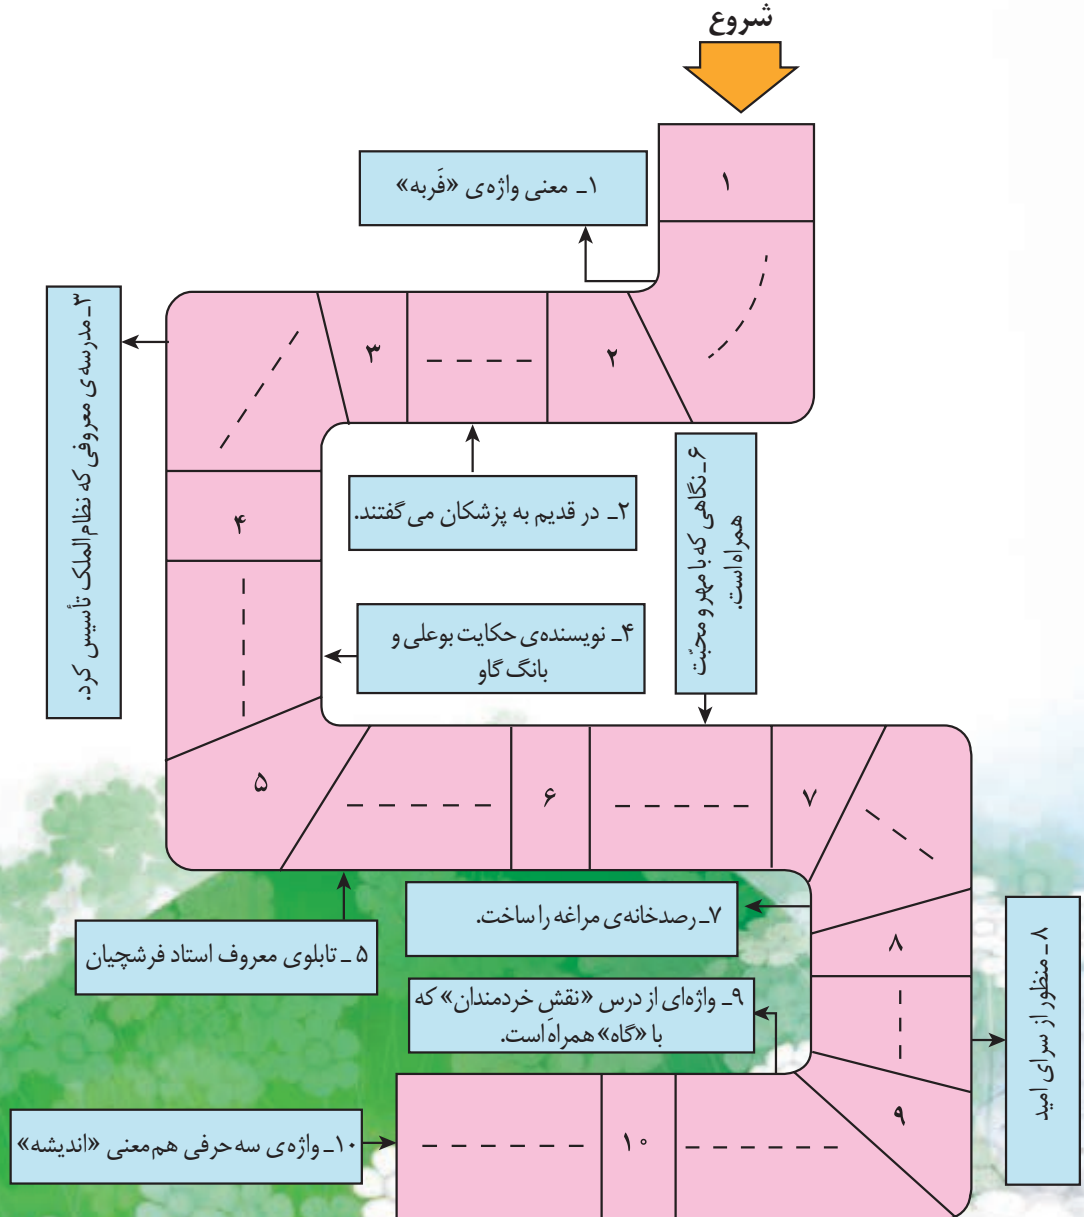 شروع
۱
۱ـ معنی واژه‌ی «فَربه»
۲
۳
۲ـ در قدیم به پزشکان می‌گفتند.
۳ـ مدرسه‌ی معروفی که نظام‌الملک تأسیس کرد.
۴
۴ـ نویسنده‌ی حکایت بوعلی و
بانگ گاو
۵
۵ ـ تابلوی معروف استاد فرشچیان
۶
۶ـ نگاهی که با مهر و محبّت
همراه است.
۷
۷ـ رصدخانه‌ی مراغه را ساخت.
۸
۸ ـ منظور از سرای امید
۹
۹ـ واژه‌ای از درس «نقشِ خردمندان» که
با «گاه» همراه است.
۱۰
۱۰ـ واژه‌ی سه حرفی هم‌معنی «اندیشه»